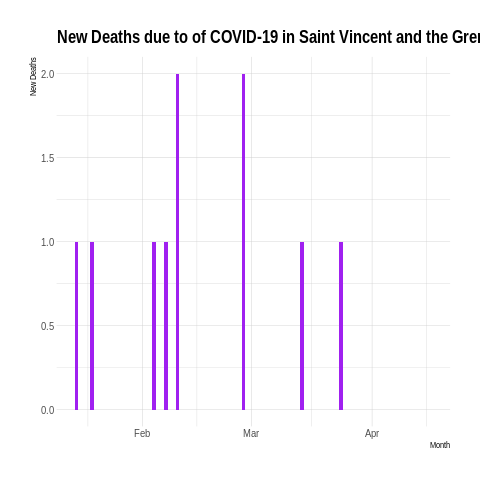 New Deaths due to of COVID-19 in Saint Vincent and the Gren
New Deaths
2.0
1.5
1.0
0.5
0.0
Feb Mar Apr
Month